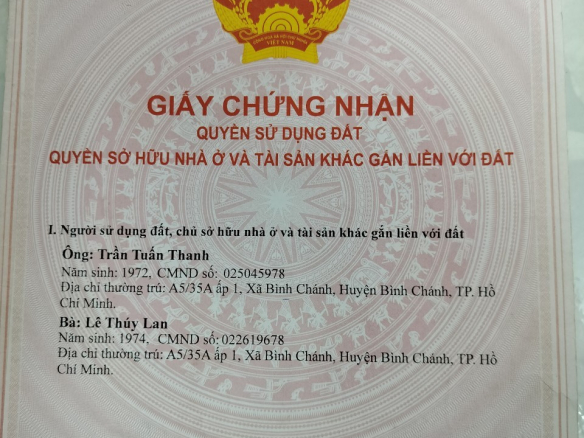 VIỆT NAM
GIẤY CHỨNG NHẬN
QUYỀN SỬ DỤNG ĐẤT
QUYỀN SỞ HỮU NHÀ Ở VÀ TÀI SẢN KHÁC GẮN LIỀN VỚI ĐẤT
I. Người sử dụng đất, chủ sở hữu nhà ở và tài sản khác gắn liền với đất
Ông: Trần Tuấn Thanh
Năm sinh: 1972, CMND số: 025045978
Địa chỉ thường trú: A5/35A ấp 1, Xã Bình Chánh, Huyện Bình Chánh, TP. Hồ
Chí Minh.
Bà: Lê Thúy Lan
Năm sinh: 1974, CMND số: 022619678
Địa chỉ thường trú: A5/35A ấp 1, Xã Bình Chánh, Huyện Bình Chánh, TP. Hồ
Chí Minh.